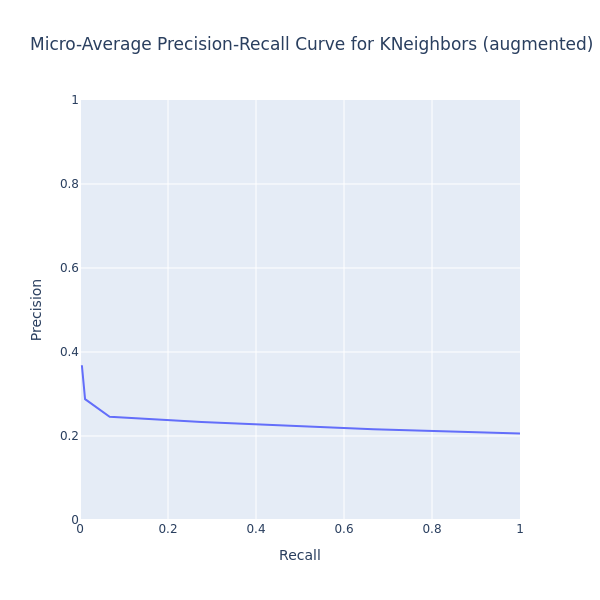 Micro-Average Precision-Recall Curve for KNeighbors (augmented)
1
0.8
0.6
0.4
0.2
0
Precision
0 0.2 0.4 0.6 0.8 1
Recall